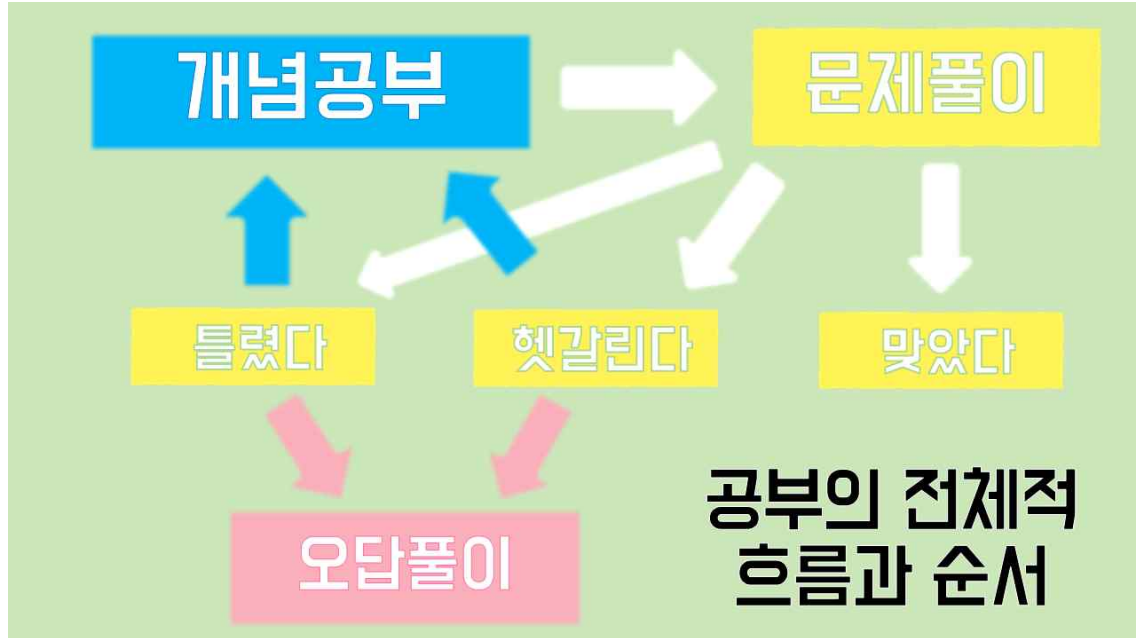 개념공부
문제풀이
틀렸다
헷갈린다
맞았다
오답풀이
공부의 전체적
흐름과 순서